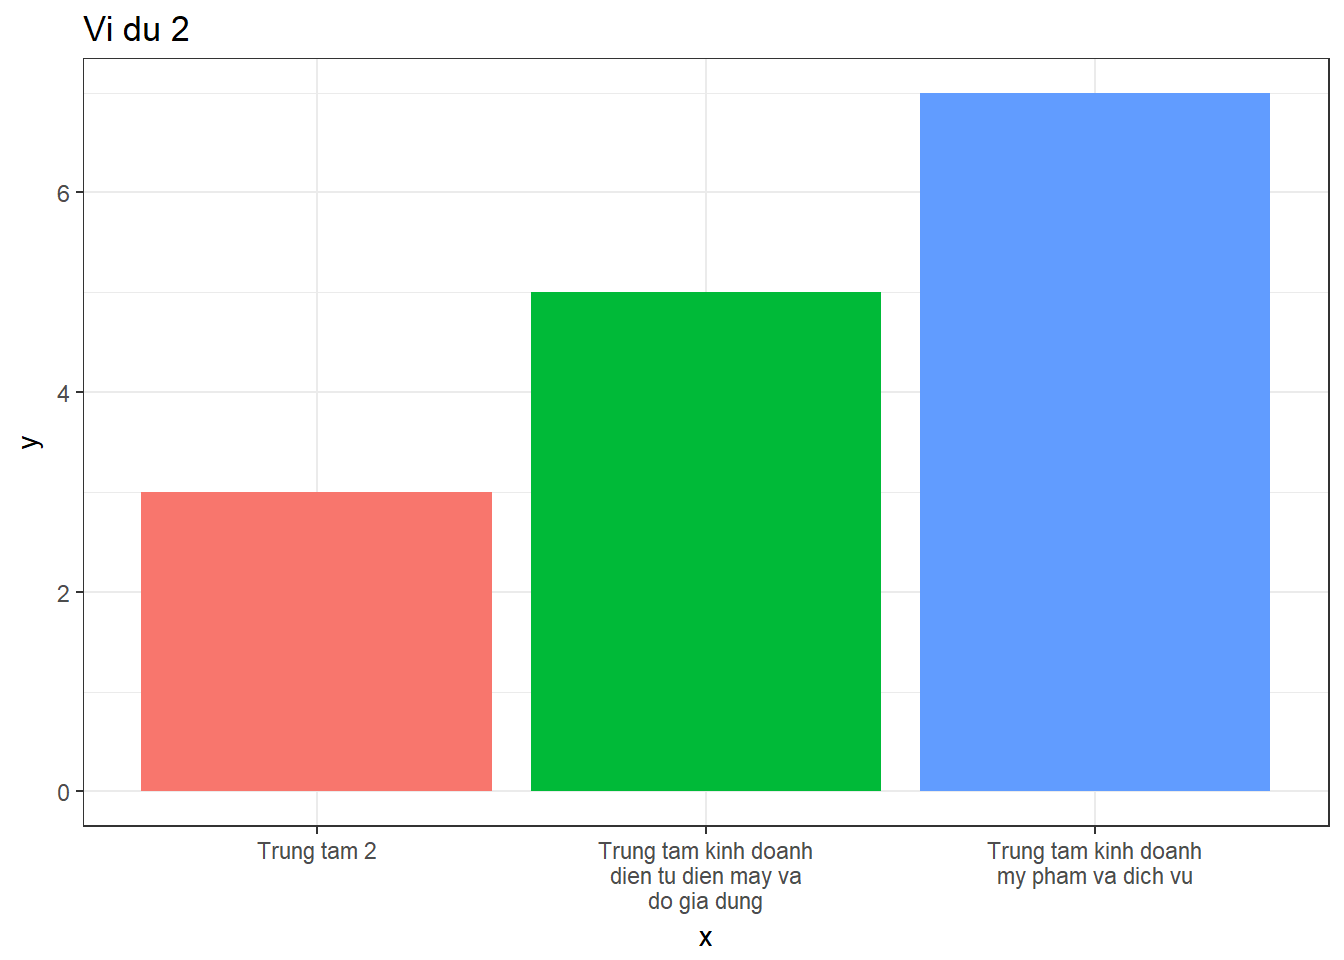 Vi du 2
y
6
4
2
0
Trung tam 2
Trung tam kinh doanh
dien tu dien may va
do gia dung
Trung tam kinh doanh
my pham va dich vu
x